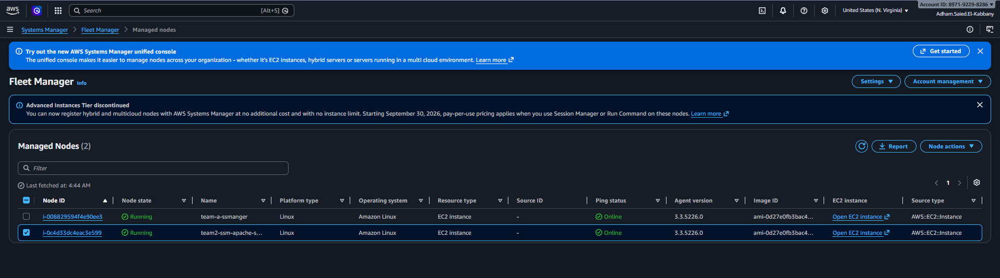 aws
Search [Alt+S]
United States (N. Virginia)
Account ID: 8971-9229-8286
Adham.Saied.El-Kabbany
Systems Manager > Fleet Manager > Managed nodes
Try out the new AWS Systems Manager unified console
The unified console makes it easier to manage nodes across your organization - whether it's EC2 instances, hybrid servers or servers running in a multi cloud environment. Learn more
Get started
Fleet Manager Info
Settings
Account management
Advanced Instances Tier discontinued
You can now register hybrid and multicloud nodes with AWS Systems Manager at no additional cost and with no instance limit. Starting September 30, 2026, pay-per-use pricing applies when you use Session Manager or Run Command on these nodes. Learn more
Managed Nodes (2)
Report
Node actions
Filter
Last fetched at: 4:44 AM
1
Node ID Node state Name Platform type Operating system Resource type Source ID Ping status Agent version Image ID EC2 instance Source type
i-008829594f4e90ee3 Running team-a-ssmanger Linux Amazon Linux EC2 instance - Online 3.3.5226.0 ami-0d27e0fb3bac4... Open EC2 instance AWS::EC2::Instance
i-0c4d33dc4eac3e599 Running team2-ssm-apache-s... Linux Amazon Linux EC2 instance - Online 3.3.5226.0 ami-0d27e0fb3bac4... Open EC2 instance AWS::EC2::Instance